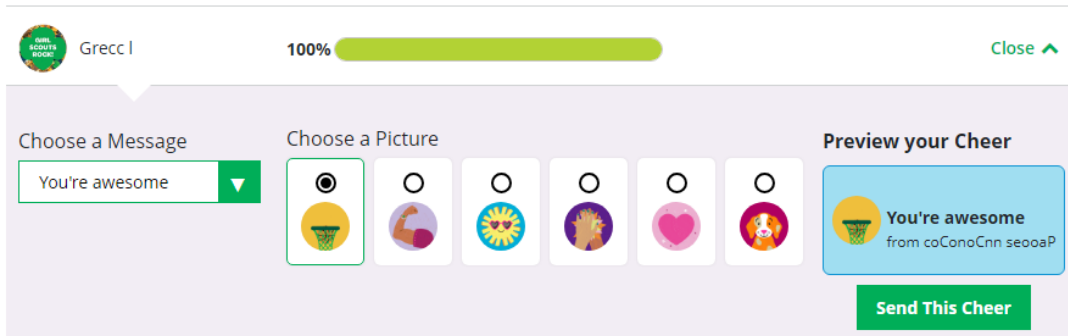 GIRL
SCOUTS
ROCK!
Grecc l
100%
Close
Choose a Message
You're awesome
Choose a Picture
Preview your Cheer
You're awesome
from coConoCnn seooaP
Send This Cheer